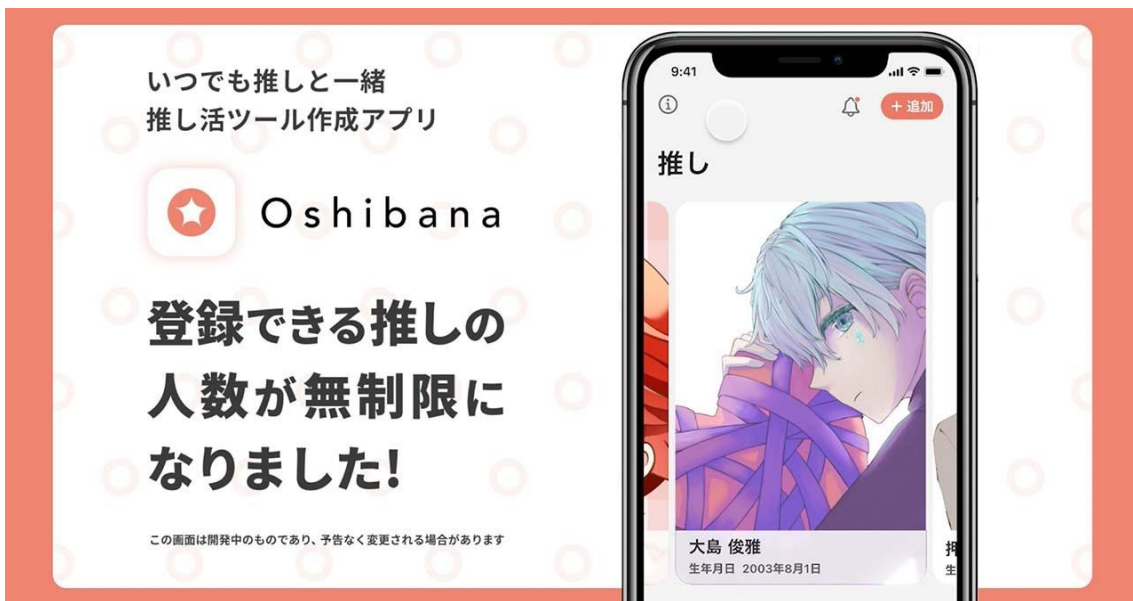 いつでも推しと一緒
推し活ツール作成アプリ
Oshibana
登録できる推しの
人数が無制限に
なりました!
この画面は開発中のものであり、予告なく変更される場合があります
9:41
+ 追加
推し
大島 俊雅
生年月日 2003年8月1日
押
生